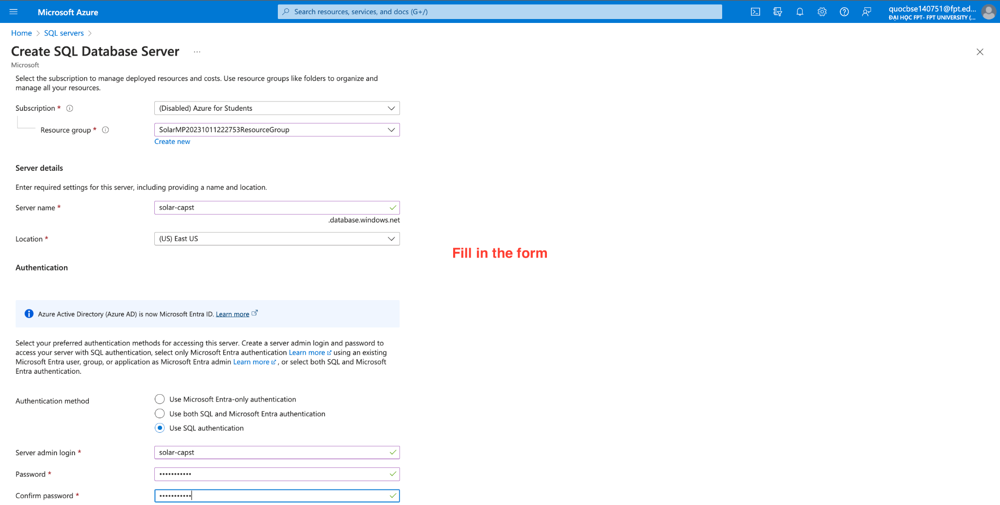 Microsoft Azure
Search resources, services, and docs (G+/)
quocbse140751@fpt.ed...
ĐẠI HỌC FPT- FPT UNIVERSITY (...
Home > SQL servers >
Create SQL Database Server ...
Microsoft
Select the subscription to manage deployed resources and costs. Use resource groups like folders to organize and
manage all your resources.
Subscription *
(Disabled) Azure for Students
Resource group *
SolarMP20231011222753ResourceGroup
Create new
Server details
Enter required settings for this server, including providing a name and location.
Server name *
solar-capst
.database.windows.net
Location *
(US) East US
Fill in the form
Authentication
Azure Active Directory (Azure AD) is now Microsoft Entra ID. Learn more
Select your preferred authentication methods for accessing this server. Create a server admin login and password to
access your server with SQL authentication, select only Microsoft Entra authentication Learn more using an existing
Microsoft Entra user, group, or application as Microsoft Entra admin Learn more , or select both SQL and Microsoft
Entra authentication.
Authentication method
Use Microsoft Entra-only authentication
Use both SQL and Microsoft Entra authentication
Use SQL authentication
Server admin login *
solar-capst
Password *
•••••••••••
Confirm password *
•••••••••••